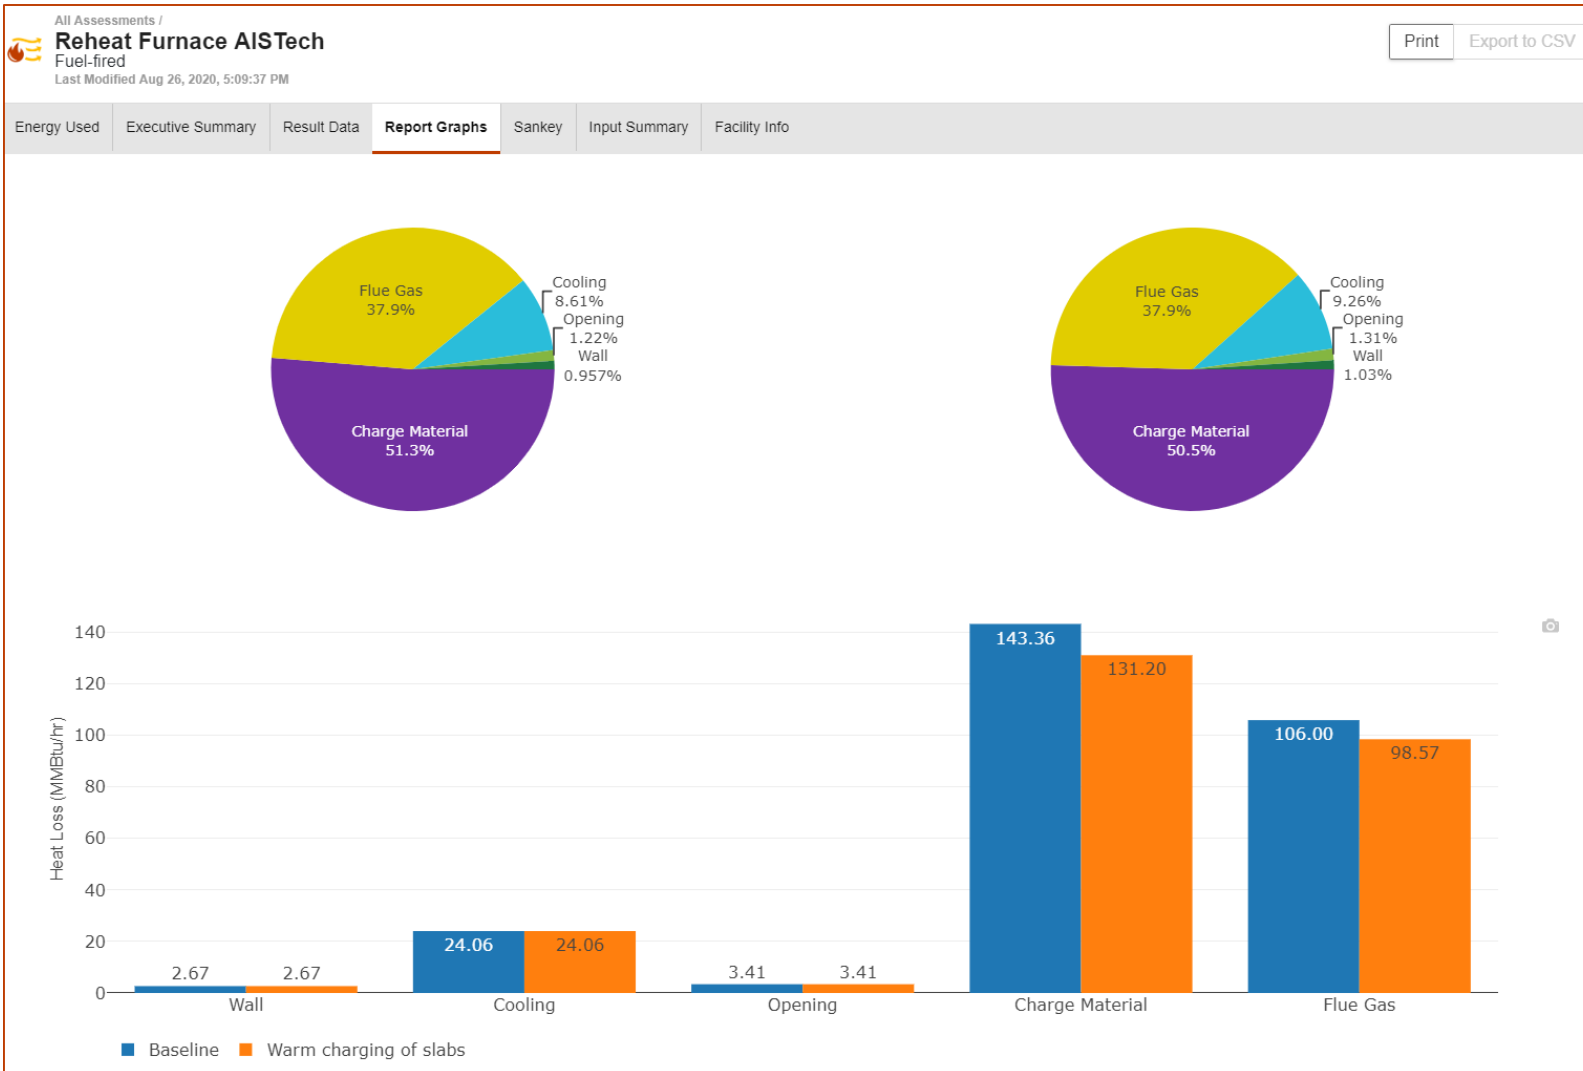 All Assessments /
Reheat Furnace AISTech
Fuel-fired
Last Modified Aug 26, 2020, 5:09:37 PM
Print
Export to CSV
Energy Used
Executive Summary
Result Data
Report Graphs
Sankey
Input Summary
Facility Info
Flue Gas
37.9%
Cooling
8.61%
Opening
1.22%
Wall
0.957%
Charge Material
51.3%
Flue Gas
37.9%
Cooling
9.26%
Opening
1.31%
Wall
1.03%
Charge Material
50.5%
Heat Loss (MMBtu/hr)
140
120
100
80
60
40
20
0
2.67
2.67
24.06
24.06
3.41
3.41
143.36
131.20
106.00
98.57
Wall
Cooling
Opening
Charge Material
Flue Gas
Baseline
Warm charging of slabs